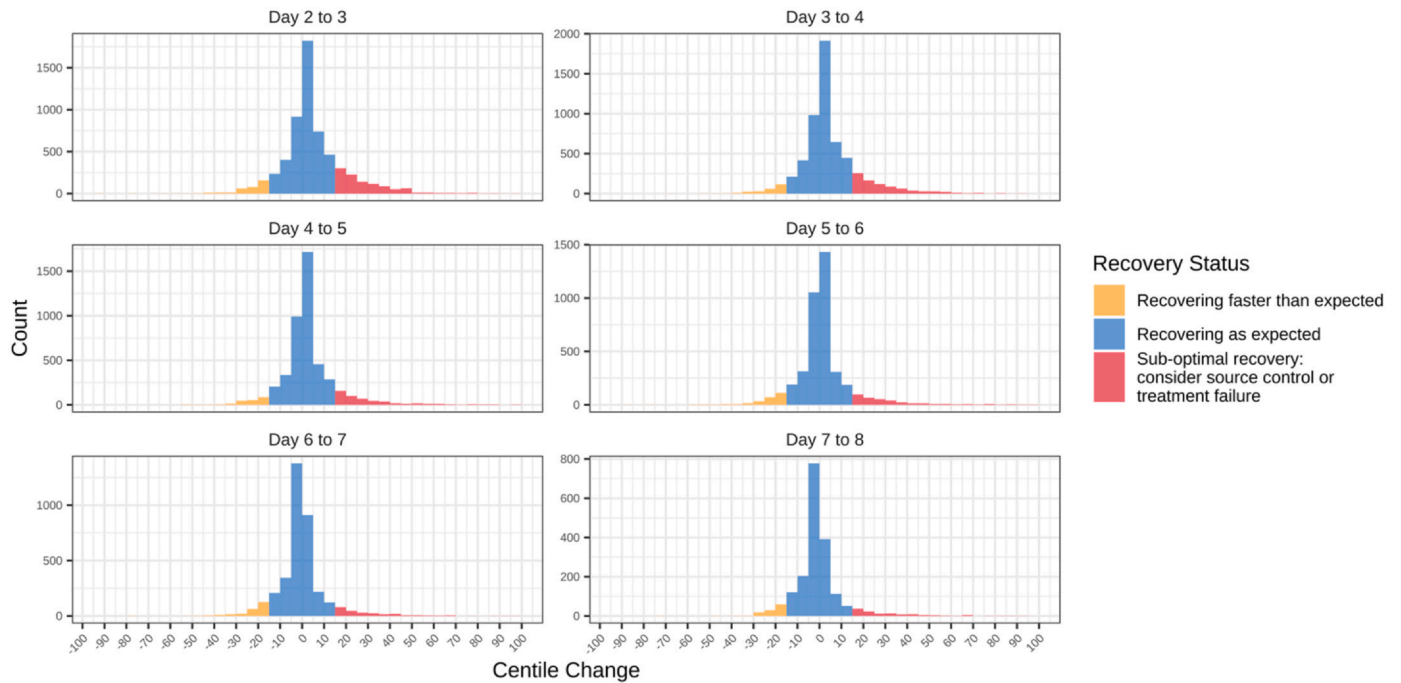 Day 2 to 3
Day 3 to 4
1500
1000
500
0
2000
1500
1000
500
0
Day 4 to 5
Day 5 to 6
1500
1000
500
0
1500
1000
500
0
Day 6 to 7
Day 7 to 8
1000
500
0
800
600
400
200
0
-100 -90 -80 -70 -60 -50 -40 -30 -20 -10 0 10 20 30 40 50 60 70 80 90 100
-100 -90 -80 -70 -60 -50 -40 -30 -20 -10 0 10 20 30 40 50 60 70 80 90 100
Count
Centile Change
Recovery Status
Recovering faster than expected
Recovering as expected
Sub-optimal recovery:
consider source control or
treatment failure